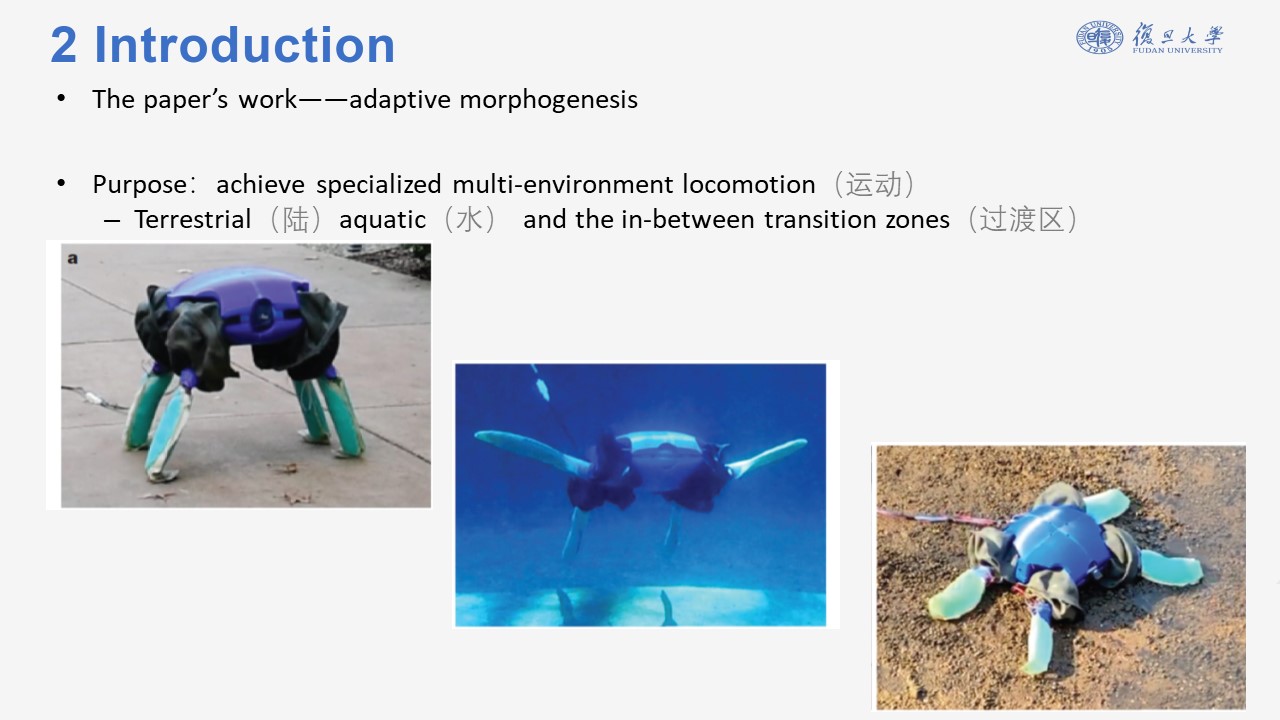 2 Introduction
復旦大學
FUDAN UNIVERSITY
• The paper’s work——adaptive morphogenesis
• Purpose： achieve specialized multi-environment locomotion（运动）
– Terrestrial（陆）aquatic（水） and the in-between transition zones（过渡区）
a